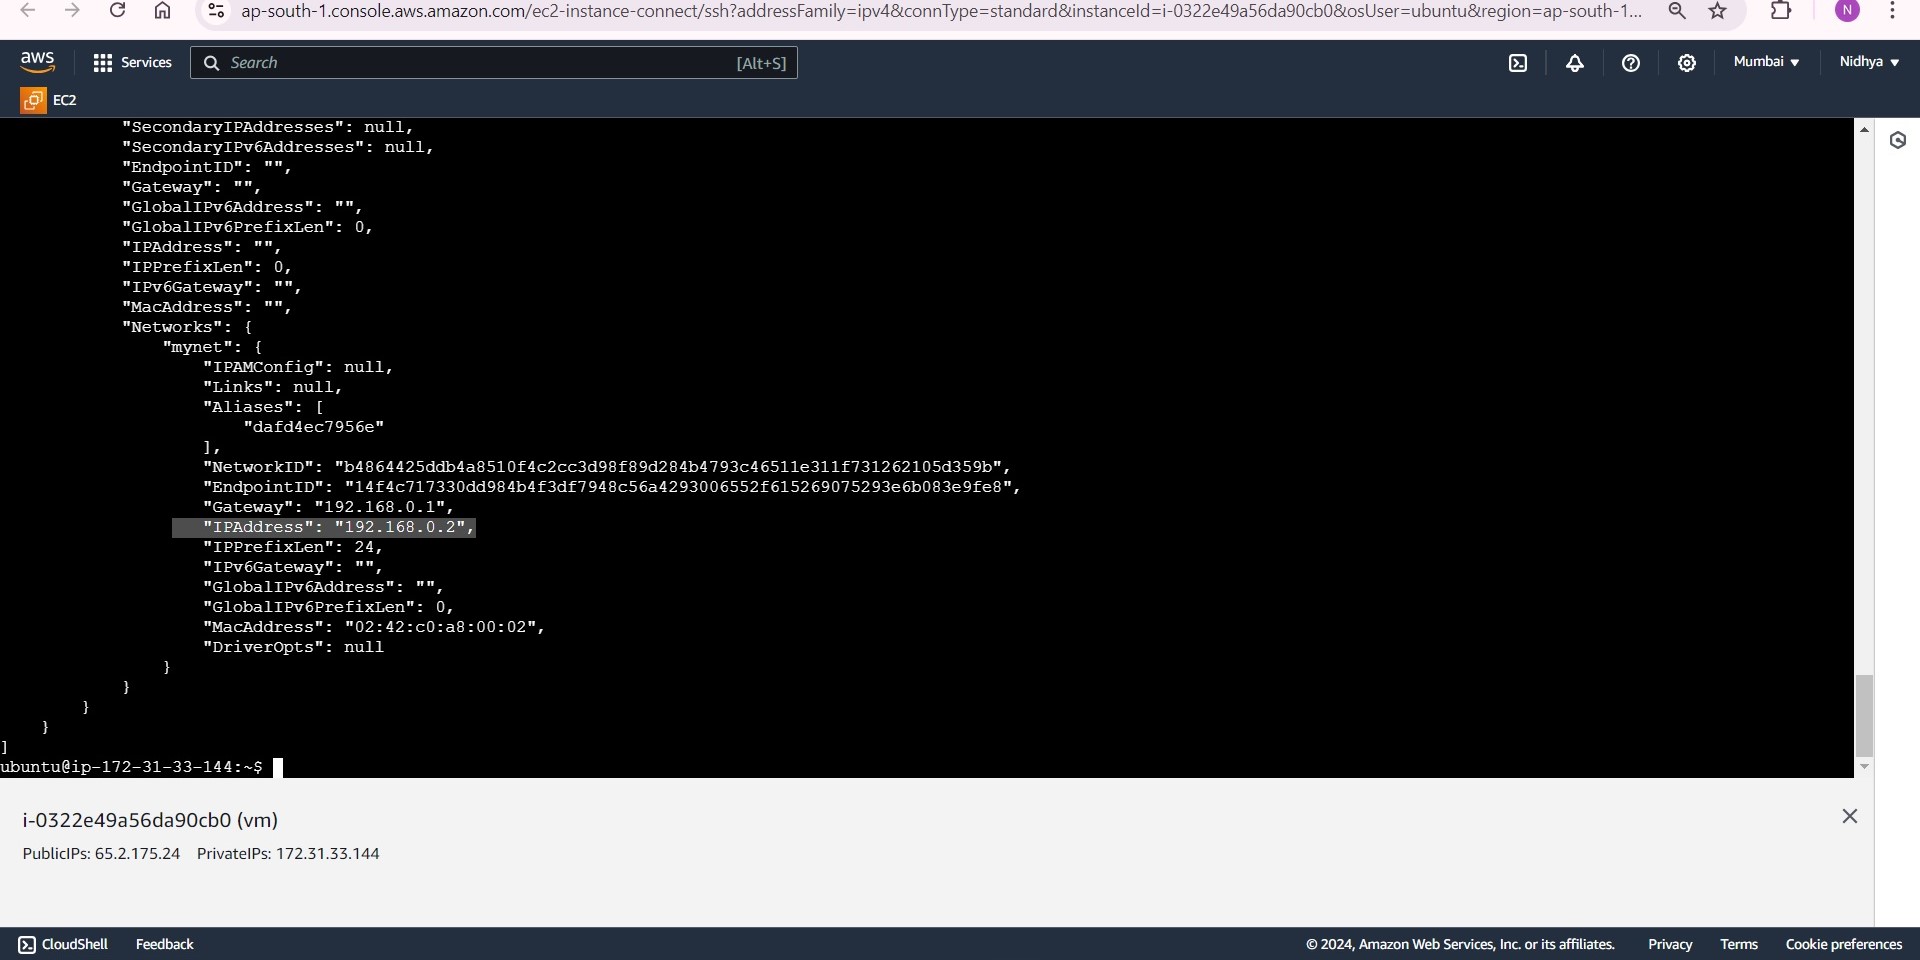 ap-south-1.console.aws.amazon.com/ec2-instance-connect/ssh?addressFamily=ipv4&connType=standard&instanceId=i-0322e49a56da90cb0&osUser=ubuntu&region=ap-south-1...
N
aws
Services
Search
[Alt+S]
Mumbai
Nidhya
EC2
"SecondaryIPAddresses": null,
"SecondaryIPv6Addresses": null,
"EndpointID": "",
"Gateway": "",
"GlobalIPv6Address": "",
"GlobalIPv6PrefixLen": 0,
"IPAddress": "",
"IPPrefixLen": 0,
"IPv6Gateway": "",
"MacAddress": "",
"Networks": {
"mynet": {
"IPAMConfig": null,
"Links": null,
"Aliases": [
"dafd4ec7956e"
],
"NetworkID": "b4864425ddb4a8510f4c2cc3d98f89d284b4793c46511e311f731262105d359b",
"EndpointID": "14f4c717330dd984b4f3df7948c56a4293006552f615269075293e6b083e9fe8",
"Gateway": "192.168.0.1",
"IPAddress": "192.168.0.2",
"IPPrefixLen": 24,
"IPv6Gateway": "",
"GlobalIPv6Address": "",
"GlobalIPv6PrefixLen": 0,
"MacAddress": "02:42:c0:a8:00:02",
"DriverOpts": null
}
}
}
}
]
ubuntu@ip-172-31-33-144:~$
i-0322e49a56da90cb0 (vm)
PublicIPs: 65.2.175.24 PrivateIPs: 172.31.33.144
CloudShell Feedback © 2024, Amazon Web Services, Inc. or its affiliates. Privacy Terms Cookie preferences